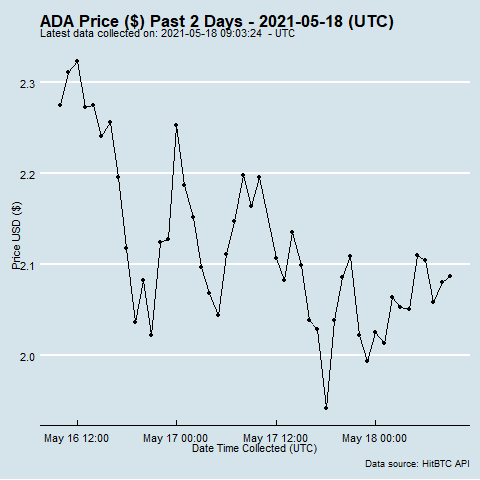 ADA Price ($) Past 2 Days - 2021-05-18 (UTC)
Latest data collected on: 2021-05-18 09:03:24  - UTC
2.3
2.2
2.1
2.0
Price USD ($)
May 16 12:00
May 17 00:00
May 17 12:00
May 18 00:00
Date Time Collected (UTC)
Data source: HitBTC API